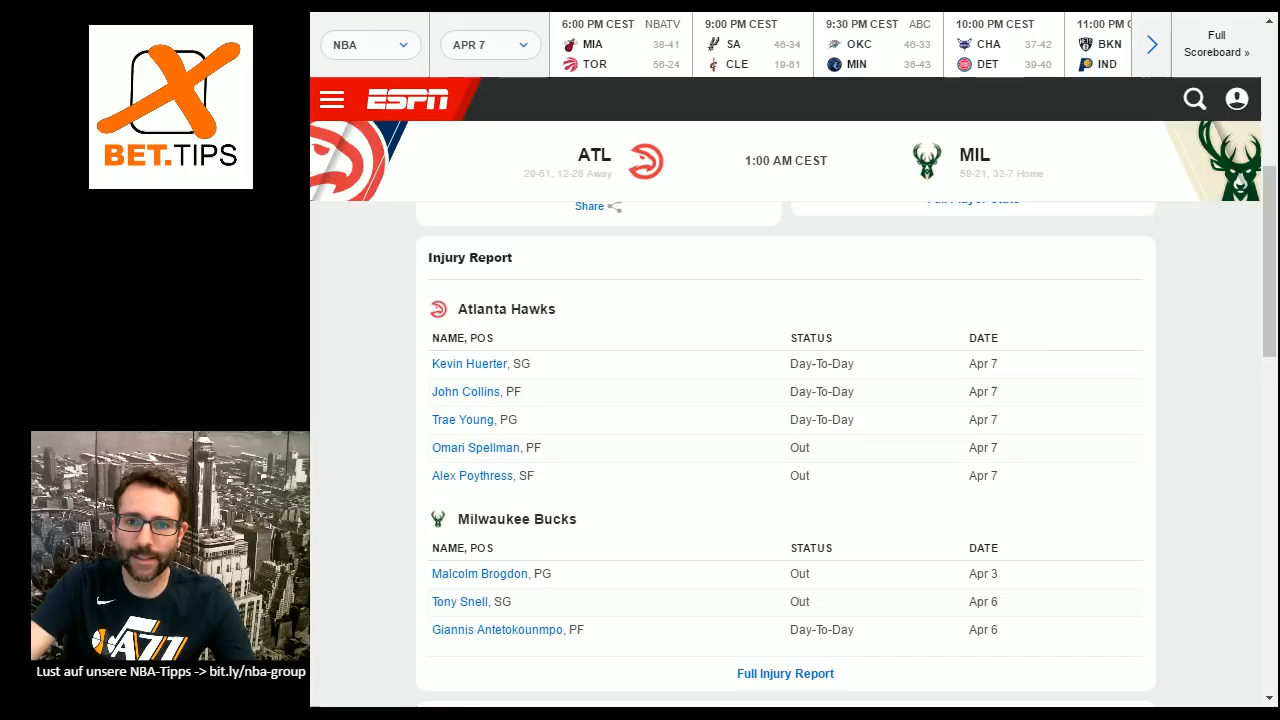 BET.TIPS
NBA
APR 7
6:00 PM CEST NBATV
MIA 38-41
TOR 56-24
9:00 PM CEST
SA 46-34
CLE 19-61
9:30 PM CEST ABC
OKC 46-33
MIN 36-43
10:00 PM CEST
CHA 37-42
DET 39-40
11:00 PM C
BKN
IND
Full
Scoreboard »
ESPN
ATL
29-51, 12-28 Away
1:00 AM CEST
MIL
59-21, 32-7 Home
Share
Full Player Stats
Injury Report
Atlanta Hawks
NAME, POS STATUS DATE
Kevin Huerter, SG Day-To-Day Apr 7
John Collins, PF Day-To-Day Apr 7
Trae Young, PG Day-To-Day Apr 7
Omari Spellman, PF Out Apr 7
Alex Poythress, SF Out Apr 7
Milwaukee Bucks
NAME, POS STATUS DATE
Malcolm Brogdon, PG Out Apr 3
Tony Snell, SG Out Apr 6
Giannis Antetokounmpo, PF Day-To-Day Apr 6
Full Injury Report
Lust auf unsere NBA-Tipps -> bit.ly/nba-group